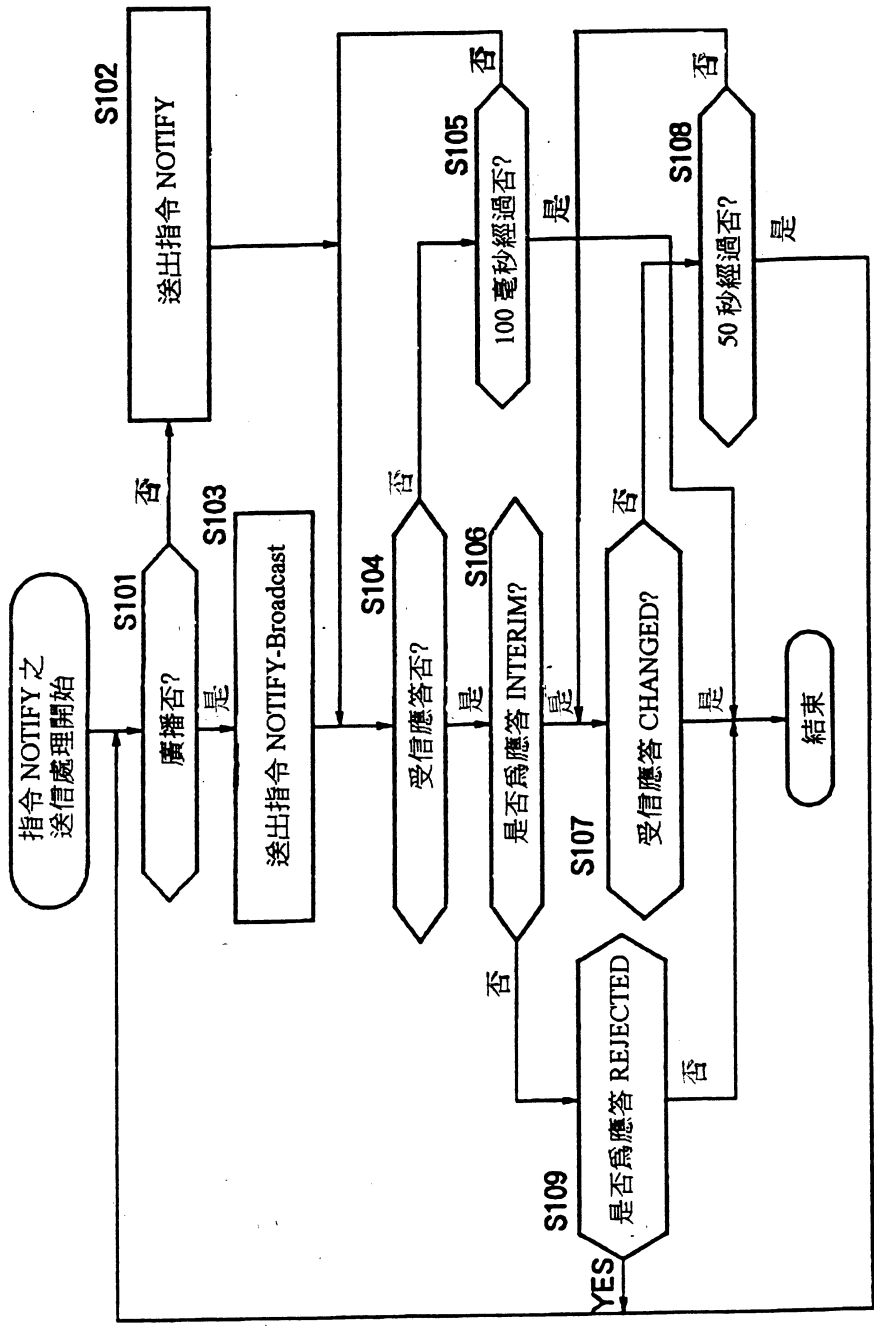 指令 NOTIFY 之
送信處理開始
S101
廣播否?
否
是
S102
送出指令 NOTIFY
S103
送出指令 NOTIFY-Broadcast
S104
受信應答否?
否
是
S105
100 毫秒經過否?
否
是
S106
是否爲應答 INTERIM?
否
是
S107
受信應答 CHANGED?
否
是
S108
50 秒經過否?
否
是
S109
是否爲應答 REJECTED
YES
否
結束